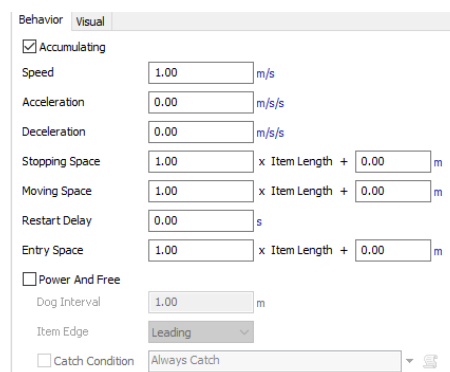 Behavior Visual
Accumulating
Speed 1.00 m/s
Acceleration 0.00 m/s/s
Deceleration 0.00 m/s/s
Stopping Space 1.00 x Item Length + 0.00 m
Moving Space 1.00 x Item Length + 0.00 m
Restart Delay 0.00 s
Entry Space 1.00 x Item Length + 0.00 m
Power And Free
Dog Interval 1.00 m
Item Edge Leading
Catch Condition Always Catch